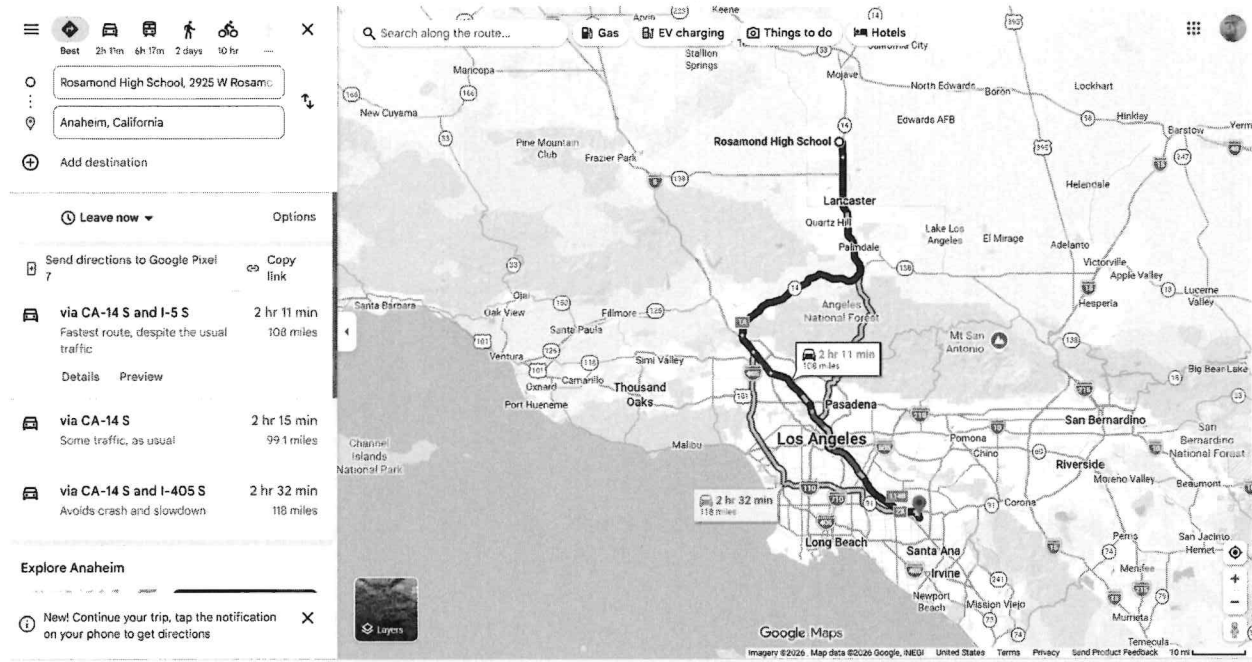 Best
2h 11m
6h 17m
2 days
10 hr
Rosamond High School, 2925 W Rosamo
Anaheim, California
Add destination
Leave now
Options
Send directions to Google Pixel
7
Copy
link
via CA-14 S and I-5 S
2 hr 11 min
Fastest route, despite the usual
traffic
108 miles
Details
Preview
via CA-14 S
2 hr 15 min
Some traffic, as usual
99.1 miles
via CA-14 S and I-405 S
2 hr 32 min
Avoids crash and slowdown
118 miles
Explore Anaheim
New! Continue your trip, tap the notification
on your phone to get directions
Search along the route...
Gas
EV charging
Things to do
Hotels
Keene
California City
Stallion
Springs
Maricopa
Mojave
North Edwards
Boron
Lockhart
New Cuyama
Edwards AFB
Hinkley
Barstow
Pine Mountain
Club
Frazier Park
Rosamond High School
Helendale
Lancaster
Quartz Hill
Lake Los
Angeles
El Mirage
Adelanto
Palmdale
Victorville
Apple Valley
Lucerne
Valley
Hesperia
Santa Barbara
Ojai
Oak View
Fillmore
Santa Paula
Angeles
National Forest
Mt San
Antonio
2 hr 11 min
108 miles
Ventura
Simi Valley
Big Bear Lake
Camarillo
Oxnard
Thousand
Oaks
Port Hueneme
Pasadena
San Bernardino
Malibu
Los Angeles
Pomona
Chino
San
Bernardino
National Forest
Channel
Islands
National Park
Riverside
Moreno Valley
Beaumont
2 hr 32 min
118 miles
Corona
Long Beach
Perris
San Jacinto
Hemet
Santa Ana
Irvine
Menifee
Newport
Beach
Mission Viejo
Murrieta
Temecula
Layers
Google Maps
Imagery ©2026 , Map data ©2026 Google, INEGI
United States
Terms
Privacy
Send Product Feedback
10 mi